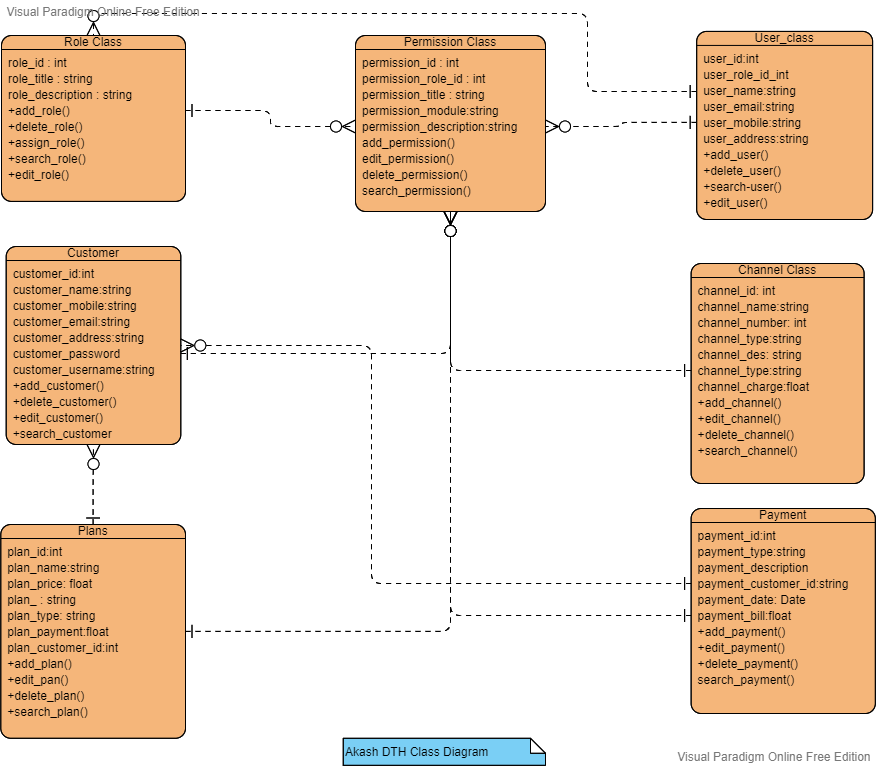 Visual Paradigm Online Free Edition
Role Class
role_id : int
role_title : string
role_description : string
+add_role()
+delete_role()
+assign_role()
+search_role()
+edit_role()
Permission Class
permission_id : int
permission_role_id : int
permission_title : string
permission_module:string
permission_description:string
add_permission()
edit_permission()
delete_permission()
search_permission()
User_class
user_id:int
user_role_id_int
user_name:string
user_email:string
user_mobile:string
user_address:string
+add_user()
+delete_user()
+search-user()
+edit_user()
Customer
customer_id:int
customer_name:string
customer_mobile:string
customer_email:string
customer_address:string
customer_password
customer_username:string
+add_customer()
+delete_customer()
+edit_customer()
+search_customer
Channel Class
channel_id: int
channel_name:string
channel_number: int
channel_type:string
channel_des: string
channel_type:string
channel_charge:float
+add_channel()
+edit_channel()
+delete_channel()
+search_channel()
Plans
plan_id:int
plan_name:string
plan_price: float
plan_ : string
plan_type: string
plan_payment:float
plan_customer_id:int
+add_plan()
+edit_pan()
+delete_plan()
+search_plan()
Payment
payment_id:int
payment_type:string
payment_description
payment_customer_id:string
payment_date: Date
payment_bill:float
+add_payment()
+edit_payment()
+delete_payment()
search_payment()
Akash DTH Class Diagram
Visual Paradigm Online Free Edition